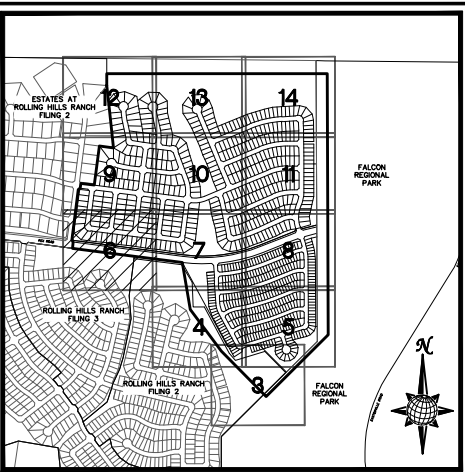 12
13
14
ESTATES AT
ROLLING HILLS RANCH
FILING 2
9
10
11
FALCON
REGIONAL
PARK
6
7
8
ROLLING HILLS RANCH
FILING 3
4
5
ROLLING HILLS RANCH
FILING 2
3
FALCON
REGIONAL
PARK
N